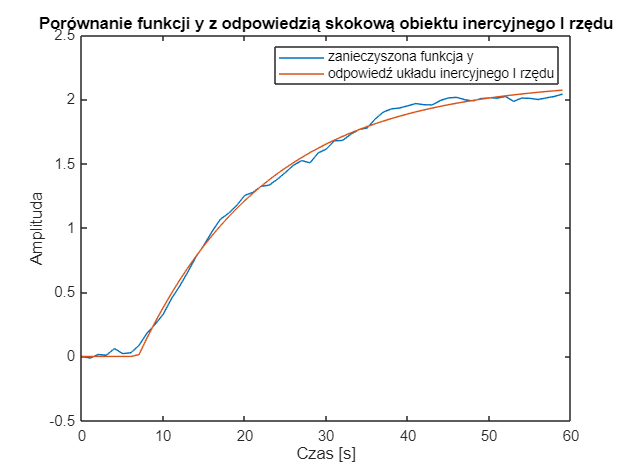 Porównanie funkcji y z odpowiedzią skokową obiektu inercyjnego I rzędu
zanieczyszona funkcja y
odpowiedź układu inercyjnego I rzędu
2.5
2
1.5
1
0.5
0
-0.5
Amplituda
0 10 20 30 40 50 60
Czas [s]